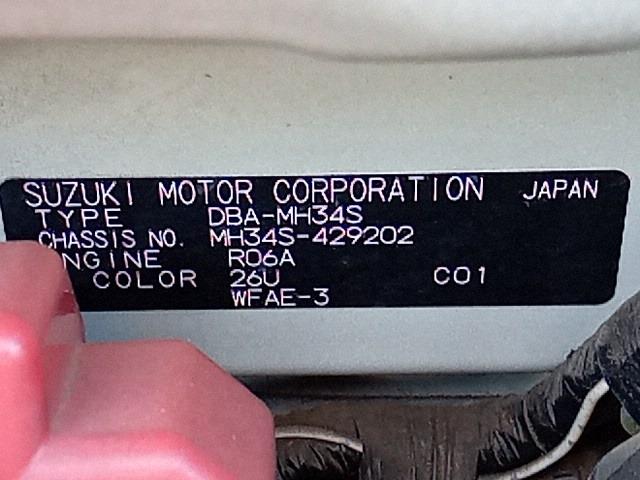 SUZUKI MOTOR CORPORATION JAPAN
TYPE DBA-MH34S
CHASSIS NO. MH34S-429202
NGINE R06A
COLOR 26U C01
WFAE-3